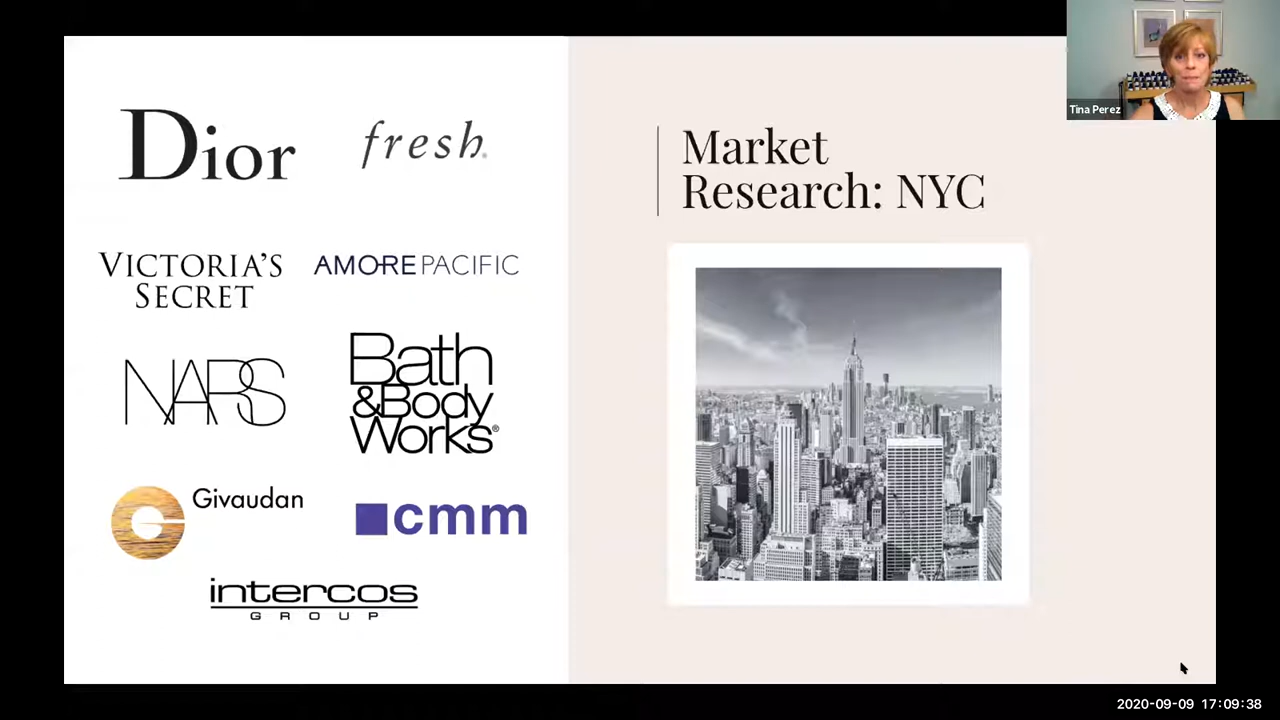 Dior
fresh®
VICTORIA'S
SECRET
AMOREPACIFIC
NARS
Bath
&Body
Works®
Givaudan
cmm
intercos
GROUP
Market
Research: NYC
Tina Perez
2020-09-09 17:09:38